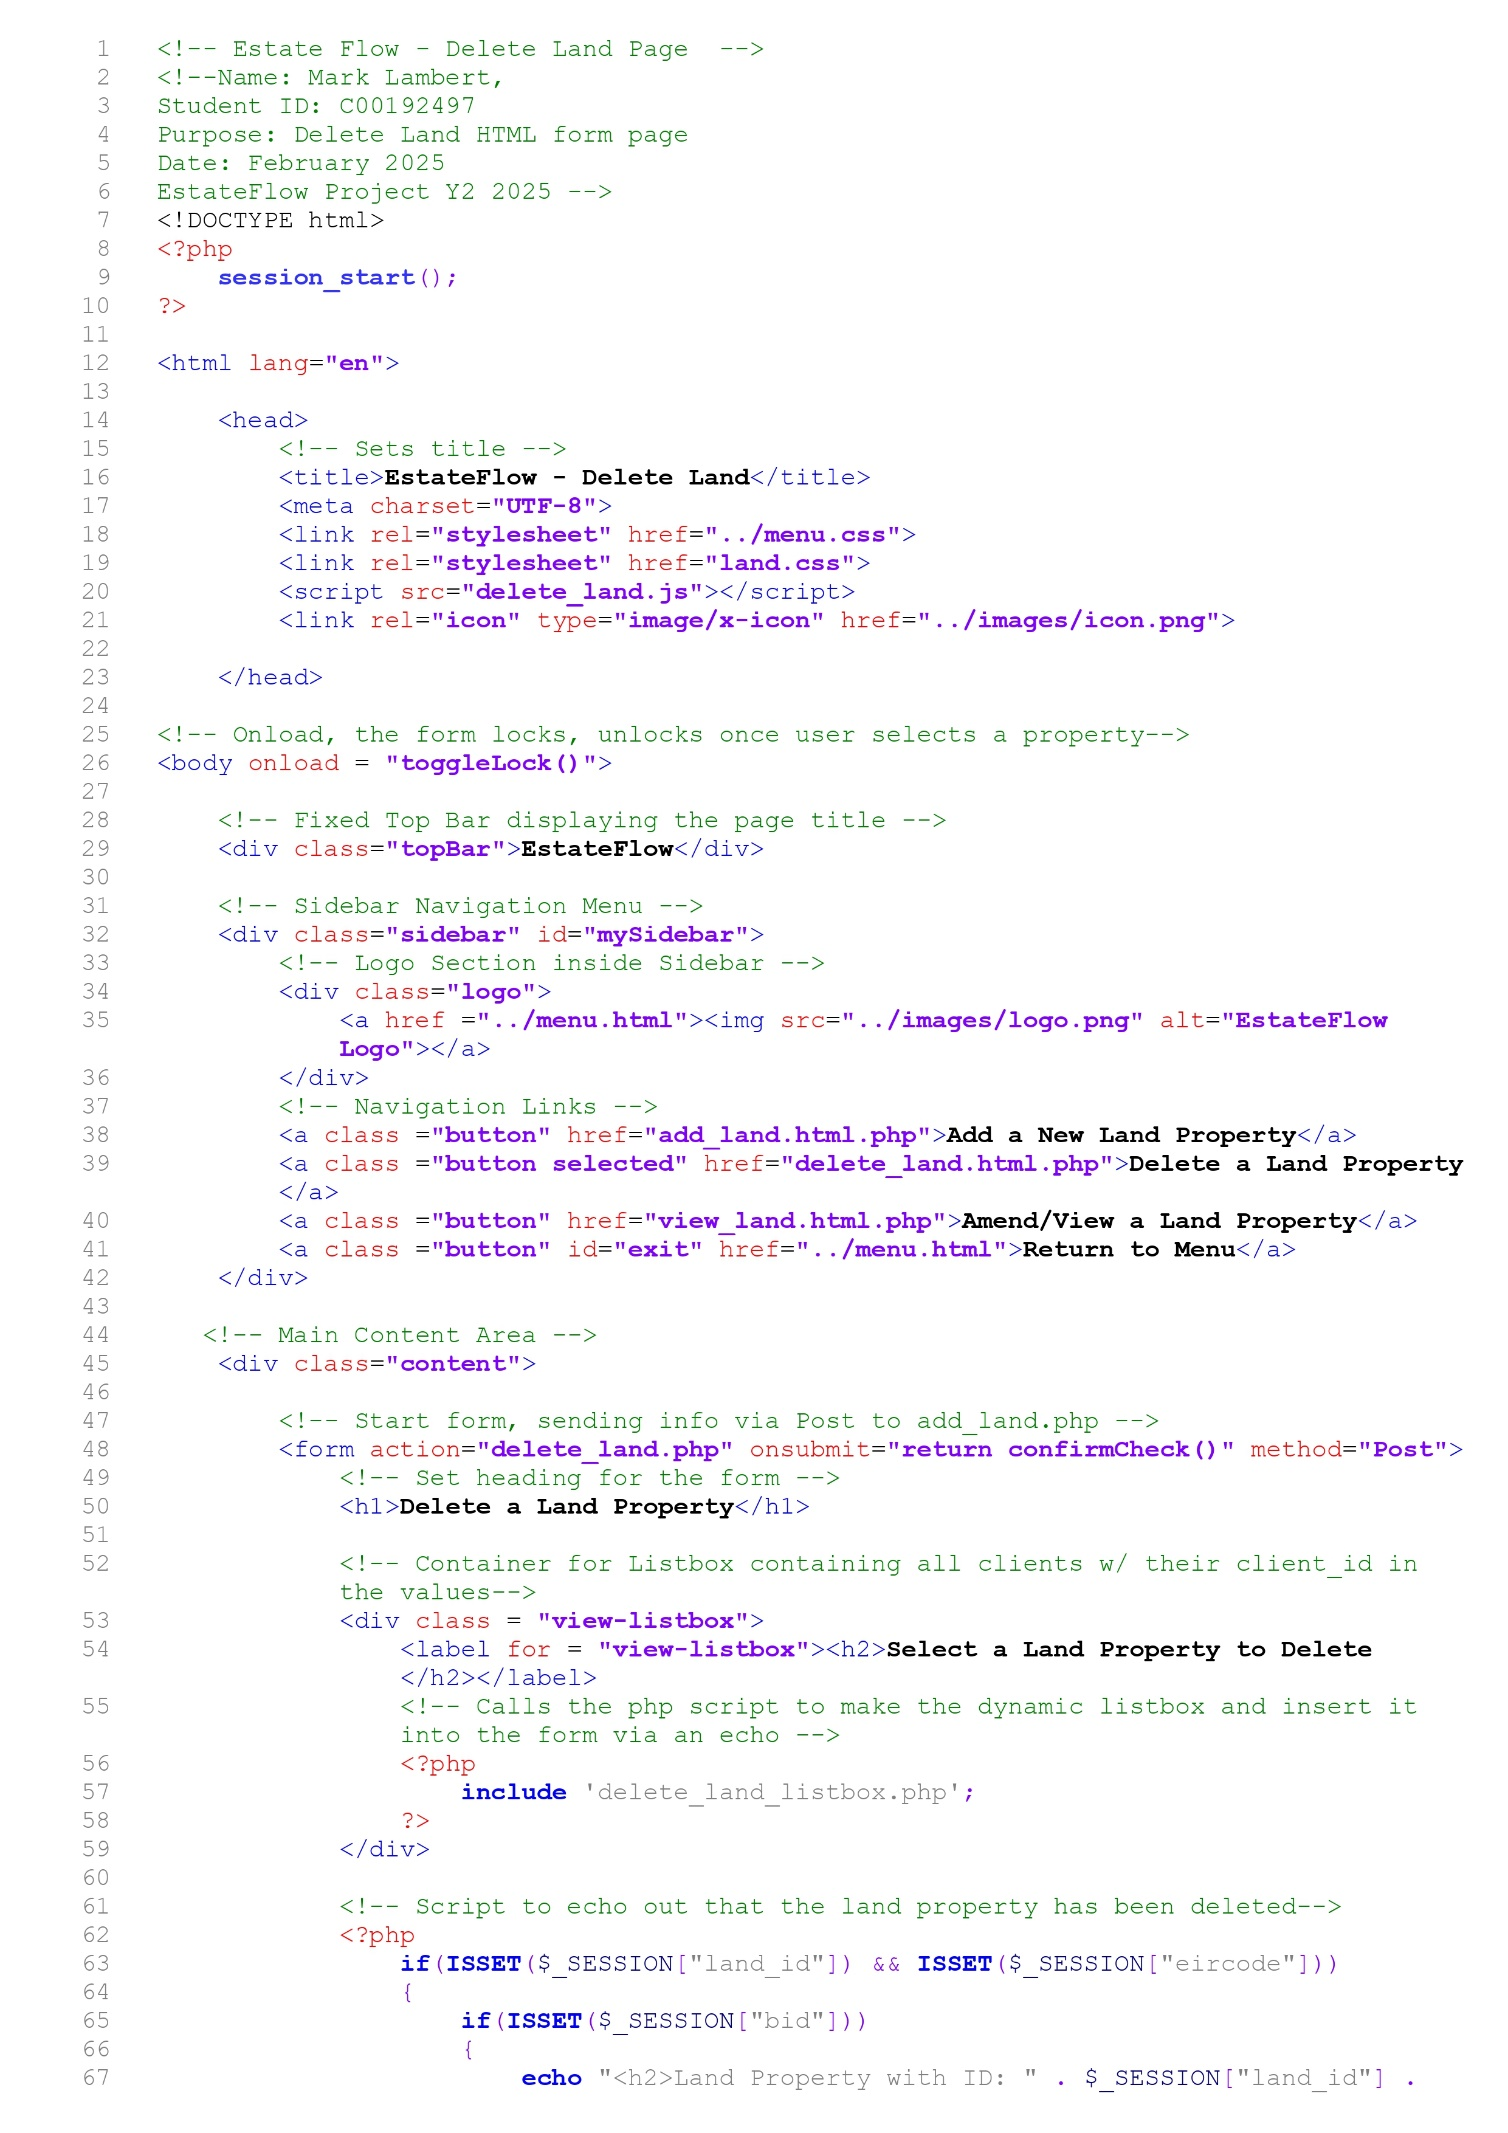 1 <!-- Estate Flow - Delete Land Page  -->
2 <!--Name: Mark Lambert,
3 Student ID: C00192497
4 Purpose: Delete Land HTML form page
5 Date: February 2025
6 EstateFlow Project Y2 2025 -->
7 <!DOCTYPE html>
8 <?php
9     session_start();
10 ?>
11
12 <html lang="en">
13
14     <head>
15         <!-- Sets title -->
16         <title>EstateFlow - Delete Land</title>
17         <meta charset="UTF-8">
18         <link rel="stylesheet" href="../menu.css">
19         <link rel="stylesheet" href="land.css">
20         <script src="delete_land.js"></script>
21         <link rel="icon" type="image/x-icon" href="../images/icon.png">
22
23     </head>
24
25 <!-- Onload, the form locks, unlocks once user selects a property-->
26 <body onload = "toggleLock()">
27
28     <!-- Fixed Top Bar displaying the page title -->
29     <div class="topBar">EstateFlow</div>
30
31     <!-- Sidebar Navigation Menu -->
32     <div class="sidebar" id="mySidebar">
33         <!-- Logo Section inside Sidebar -->
34         <div class="logo">
35             <a href ="../menu.html"><img src="../images/logo.png" alt="EstateFlow
            Logo"></a>
36         </div>
37         <!-- Navigation Links -->
38         <a class ="button" href="add_land.html.php">Add a New Land Property</a>
39         <a class ="button selected" href="delete_land.html.php">Delete a Land Property
        </a>
40         <a class ="button" href="view_land.html.php">Amend/View a Land Property</a>
41         <a class ="button" id="exit" href="../menu.html">Return to Menu</a>
42     </div>
43
44    <!-- Main Content Area -->
45     <div class="content">
46
47         <!-- Start form, sending info via Post to add_land.php -->
48         <form action="delete_land.php" onsubmit="return confirmCheck()" method="Post">
49             <!-- Set heading for the form -->
50             <h1>Delete a Land Property</h1>
51
52             <!-- Container for Listbox containing all clients w/ their client_id in
            the values-->
53             <div class = "view-listbox">
54                 <label for = "view-listbox"><h2>Select a Land Property to Delete
                </h2></label>
55                 <!-- Calls the php script to make the dynamic listbox and insert it
                into the form via an echo -->
56                 <?php
57                     include 'delete_land_listbox.php';
58                 ?>
59             </div>
60
61             <!-- Script to echo out that the land property has been deleted-->
62             <?php
63                 if(ISSET($_SESSION["land_id"]) && ISSET($_SESSION["eircode"]))
64                 {
65                     if(ISSET($_SESSION["bid"]))
66                     {
67                         echo "<h2>Land Property with ID: " . $_SESSION["land_id"] .